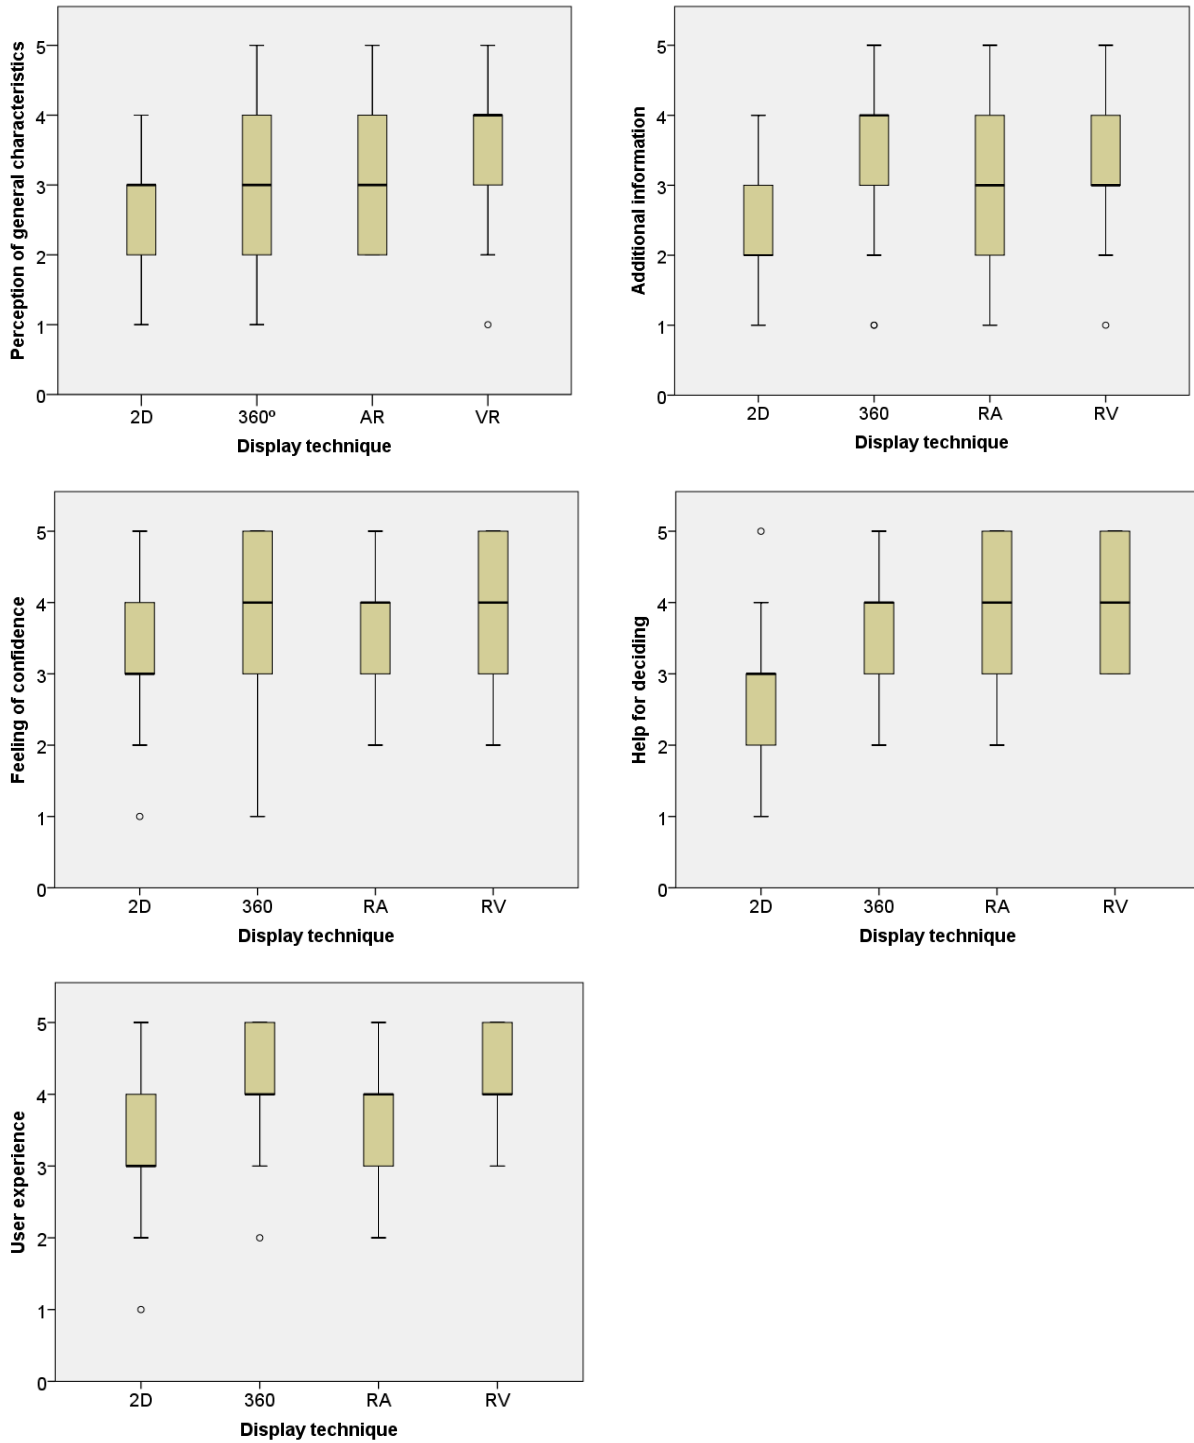 Perception of general characteristics
5
4
3
2
1
0
2D 360º AR VR
Display technique
Additional information
5
4
3
2
1
0
2D 360 RA RV
Display technique
Feeling of confidence
5
4
3
2
1
0
2D 360 RA RV
Display technique
Help for deciding
5
4
3
2
1
0
2D 360 RA RV
Display technique
User experience
5
4
3
2
1
0
2D 360 RA RV
Display technique